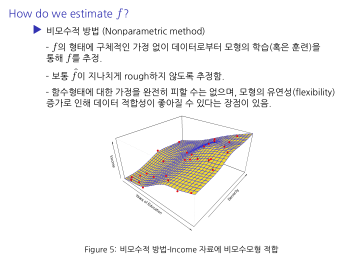 How do we estimate f?
▶ 비모수적 방법 (Nonparametric method)
- f의 형태에 구체적인 가정 없이 데이터로부터 모형의 학습(혹은 훈련)을
통해 f를 추정.
- 보통 f̂이 지나치게 rough하지 않도록 추정함.
- 함수형태에 대한 가정을 완전히 피할 수는 없으며, 모형의 유연성(flexibility)
증가로 인해 데이터 적합성이 좋아질 수 있다는 장점이 있음.
Income
Years of Education
Seniority
Figure 5: 비모수적 방법-Income 자료에 비모수모형 적합